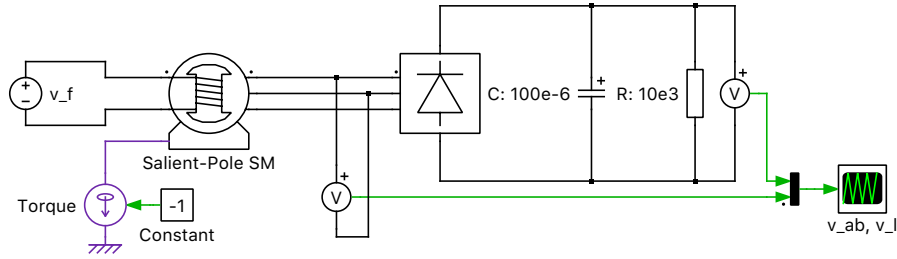 v_f
Salient-Pole SM
C: 100e-6
R: 10e3
V
V
Torque
-1
Constant
v_ab, v_l